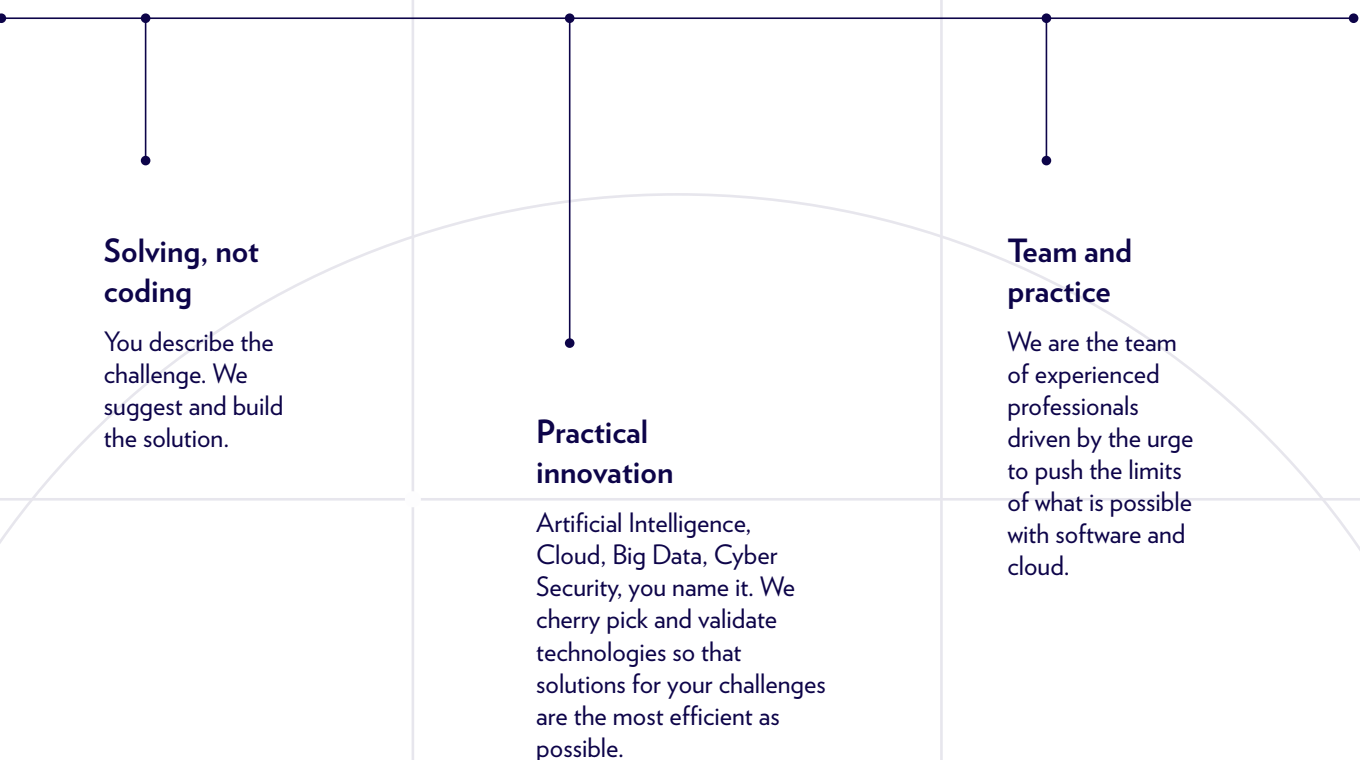 Solving, not
coding
You describe the
challenge. We
suggest and build
the solution.
Practical
innovation
Artificial Intelligence,
Cloud, Big Data, Cyber
Security, you name it. We
cherry pick and validate
technologies so that
solutions for your challenges
are the most efficient as
possible.
Team and
practice
We are the team
of experienced
professionals
driven by the urge
to push the limits
of what is possible
with software and
cloud.